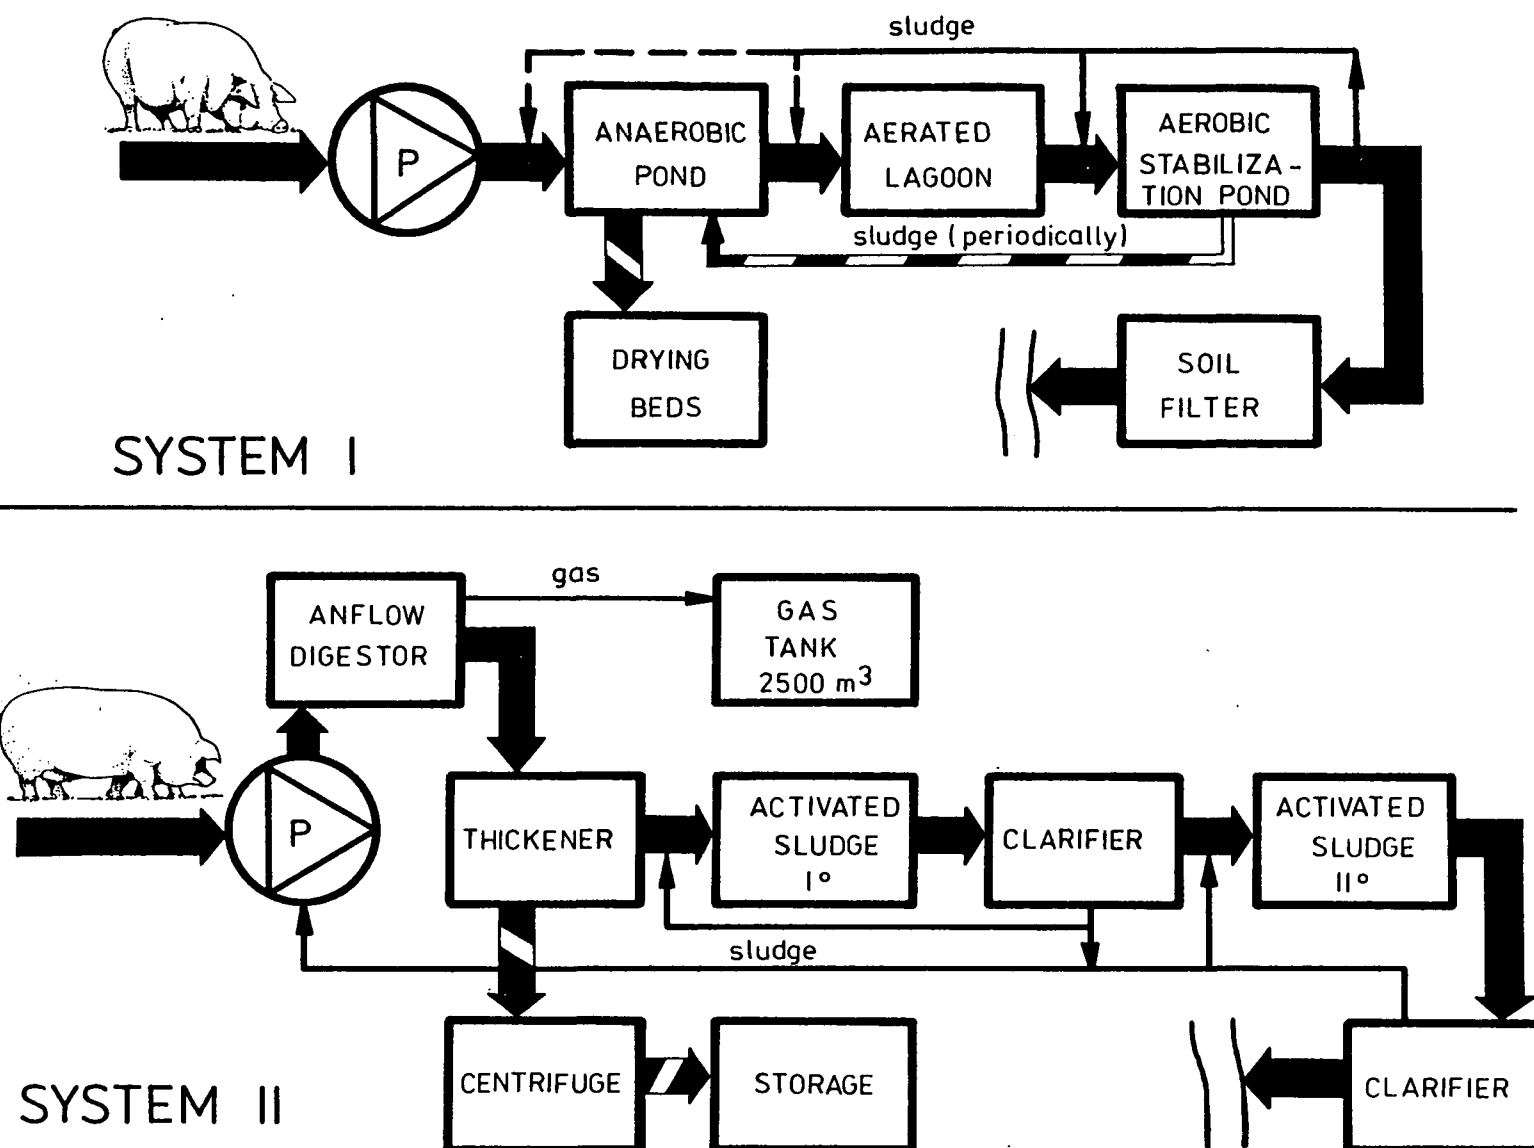 sludge
P
ANAEROBIC
POND
AERATED
LAGOON
AEROBIC
STABILIZA-
TION POND
sludge (periodically)
DRYING
BEDS
SOIL
FILTER
SYSTEM I
ANFLOW
DIGESTOR
gas
GAS
TANK
2500 m³
P
THICKENER
ACTIVATED
SLUDGE
I°
CLARIFIER
ACTIVATED
SLUDGE
II°
sludge
CENTRIFUGE
STORAGE
CLARIFIER
SYSTEM II